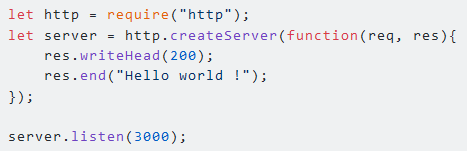 let http = require("http");
let server = http.createServer(function(req, res){
    res.writeHead(200);
    res.end("Hello world !");
});

server.listen(3000);